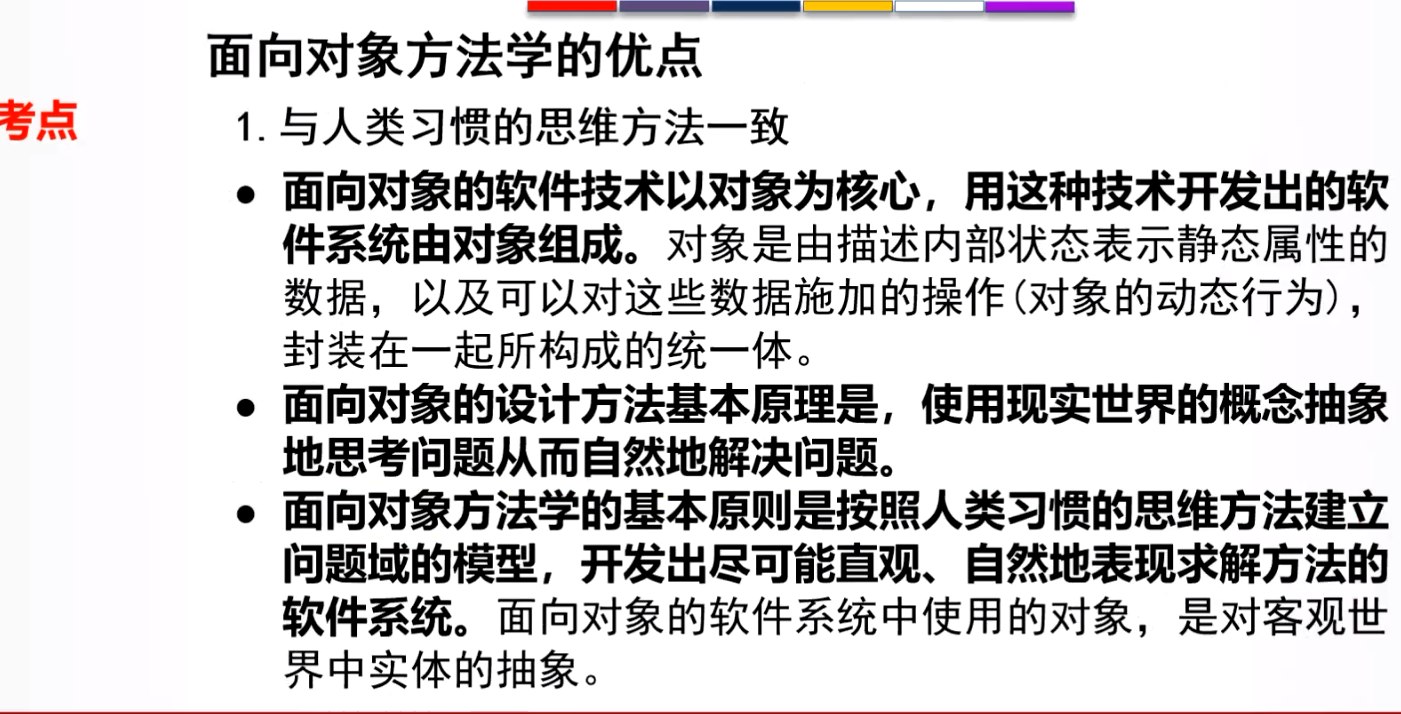 面向对象方法学的优点
考点
1.与人类习惯的思维方法一致
● 面向对象的软件技术以对象为核心，用这种技术开发出的软
件系统由对象组成。对象是由描述内部状态表示静态属性的
数据，以及可以对这些数据施加的操作(对象的动态行为)，
封装在一起所构成的统一体。
● 面向对象的设计方法基本原理是，使用现实世界的概念抽象
地思考问题从而自然地解决问题。
● 面向对象方法学的基本原则是按照人类习惯的思维方法建立
问题域的模型，开发出尽可能直观、自然地表现求解方法的
软件系统。面向对象的软件系统中使用的对象，是对客观世
界中实体的抽象。